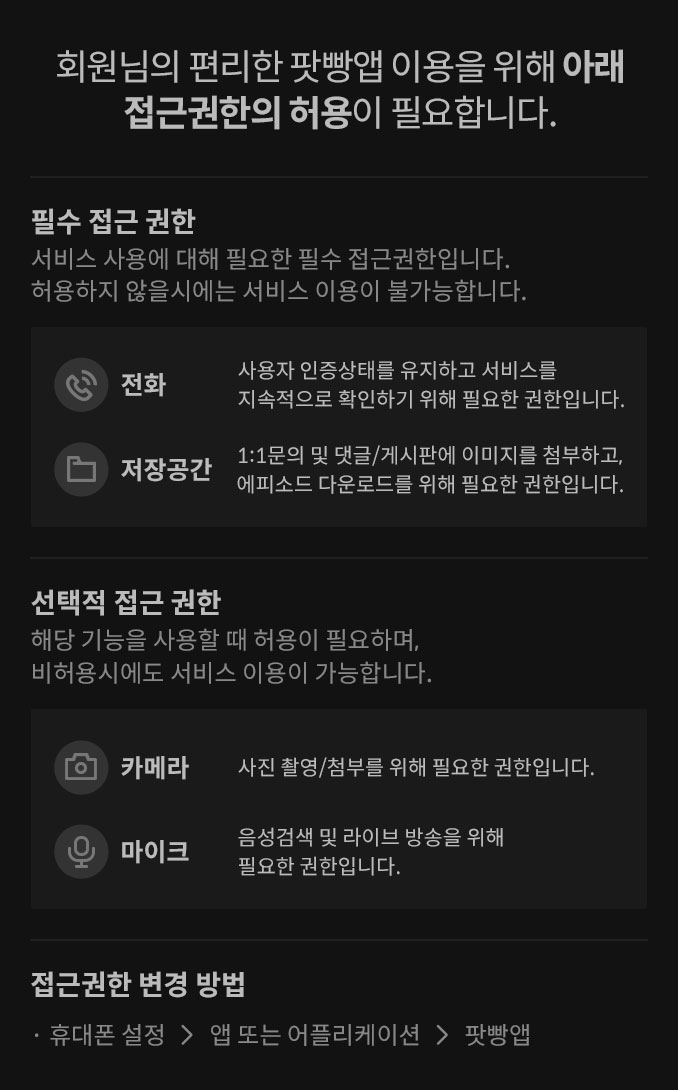 회원님의 편리한 팟빵앱 이용을 위해 아래
접근권한의 허용이 필요합니다.
필수 접근 권한
서비스 사용에 대해 필요한 필수 접근권한입니다.
허용하지 않을시에는 서비스 이용이 불가능합니다.
전화
사용자 인증상태를 유지하고 서비스를
지속적으로 확인하기 위해 필요한 권한입니다.
저장공간
1:1문의 및 댓글/게시판에 이미지를 첨부하고,
에피소드 다운로드를 위해 필요한 권한입니다.
선택적 접근 권한
해당 기능을 사용할 때 허용이 필요하며,
비허용시에도 서비스 이용이 가능합니다.
카메라
사진 촬영/첨부를 위해 필요한 권한입니다.
마이크
음성검색 및 라이브 방송을 위해
필요한 권한입니다.
접근권한 변경 방법
· 휴대폰 설정 > 앱 또는 어플리케이션 > 팟빵앱